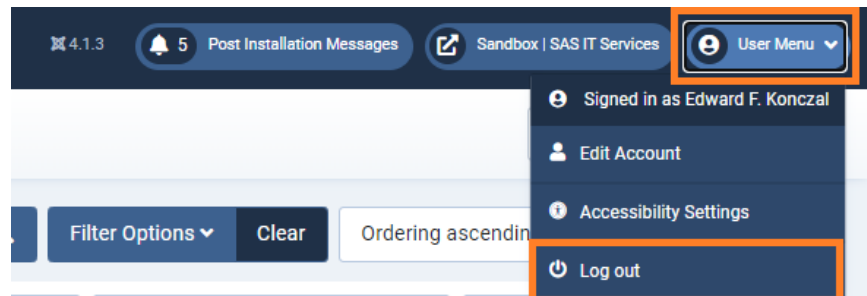 4.1.3 5 Post Installation Messages Sandbox | SAS IT Services User Menu
Signed in as Edward F. Konczal
Edit Account
Accessibility Settings
Filter Options Clear Ordering ascendin
Log out